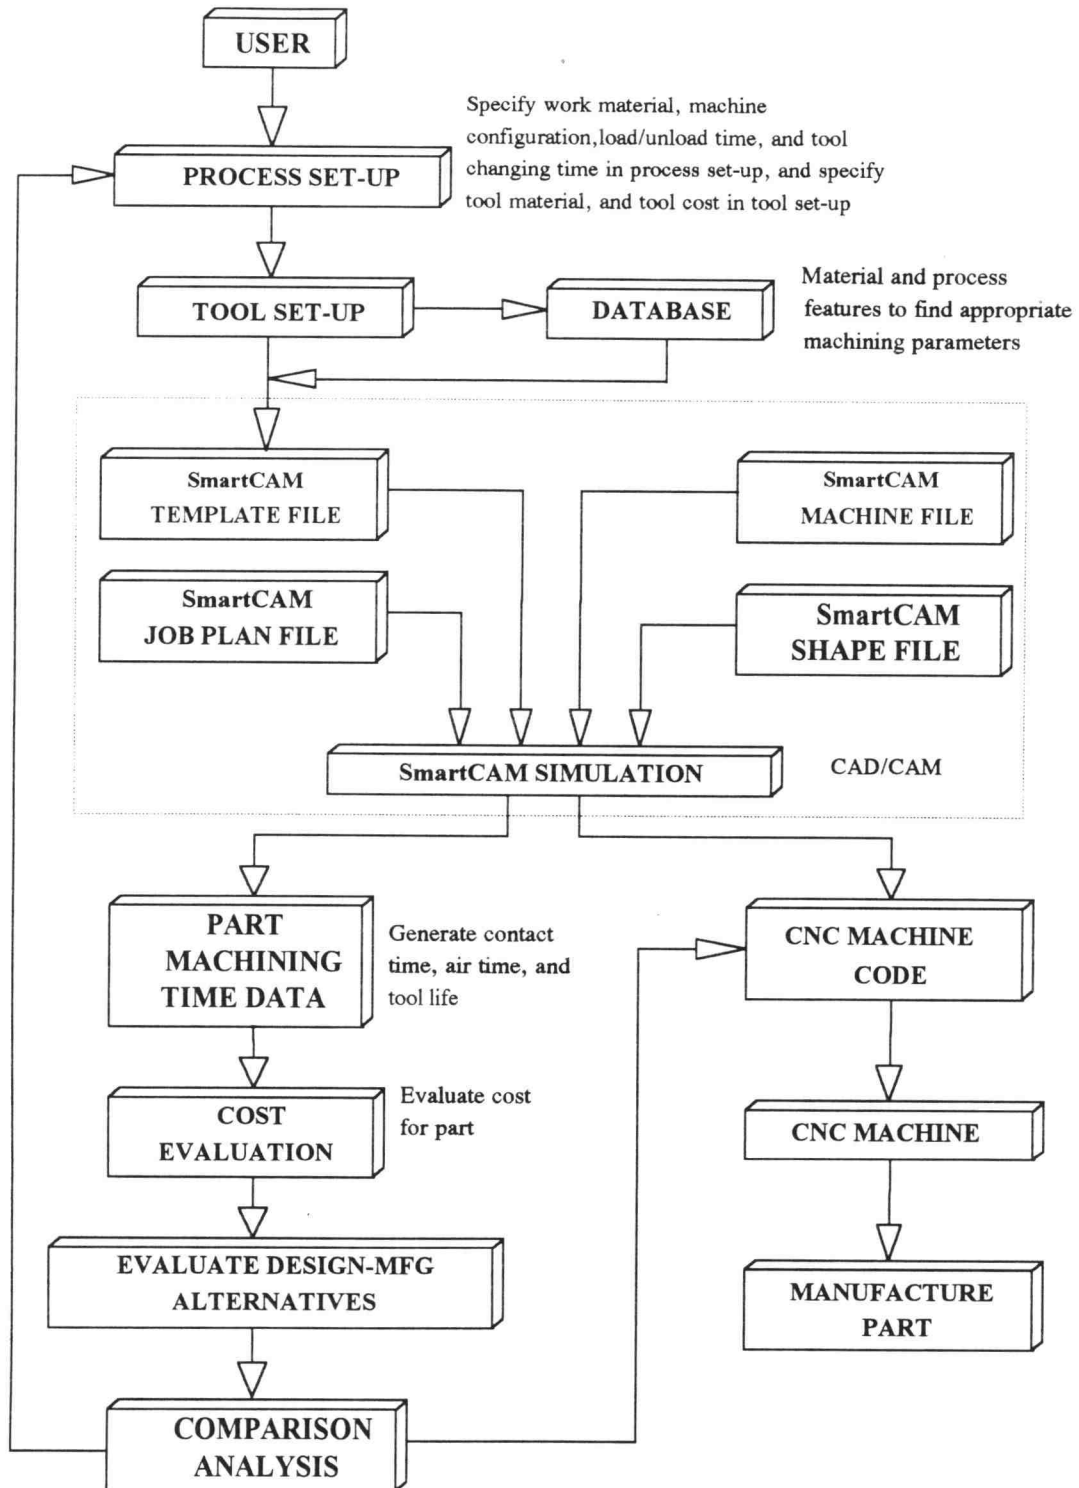 USER
Specify work material, machine
configuration,load/unload time, and tool
changing time in process set-up, and specify
tool material, and tool cost in tool set-up
PROCESS SET-UP
TOOL SET-UP
DATABASE
Material and process
features to find appropriate
machining parameters
SmartCAM
TEMPLATE FILE
SmartCAM
MACHINE FILE
SmartCAM
JOB PLAN FILE
SmartCAM
SHAPE FILE
SmartCAM SIMULATION
CAD/CAM
PART
MACHINING
TIME DATA
Generate contact
time, air time, and
tool life
CNC MACHINE
CODE
COST
EVALUATION
Evaluate cost
for part
CNC MACHINE
EVALUATE DESIGN-MFG
ALTERNATIVES
MANUFACTURE
PART
COMPARISON
ANALYSIS